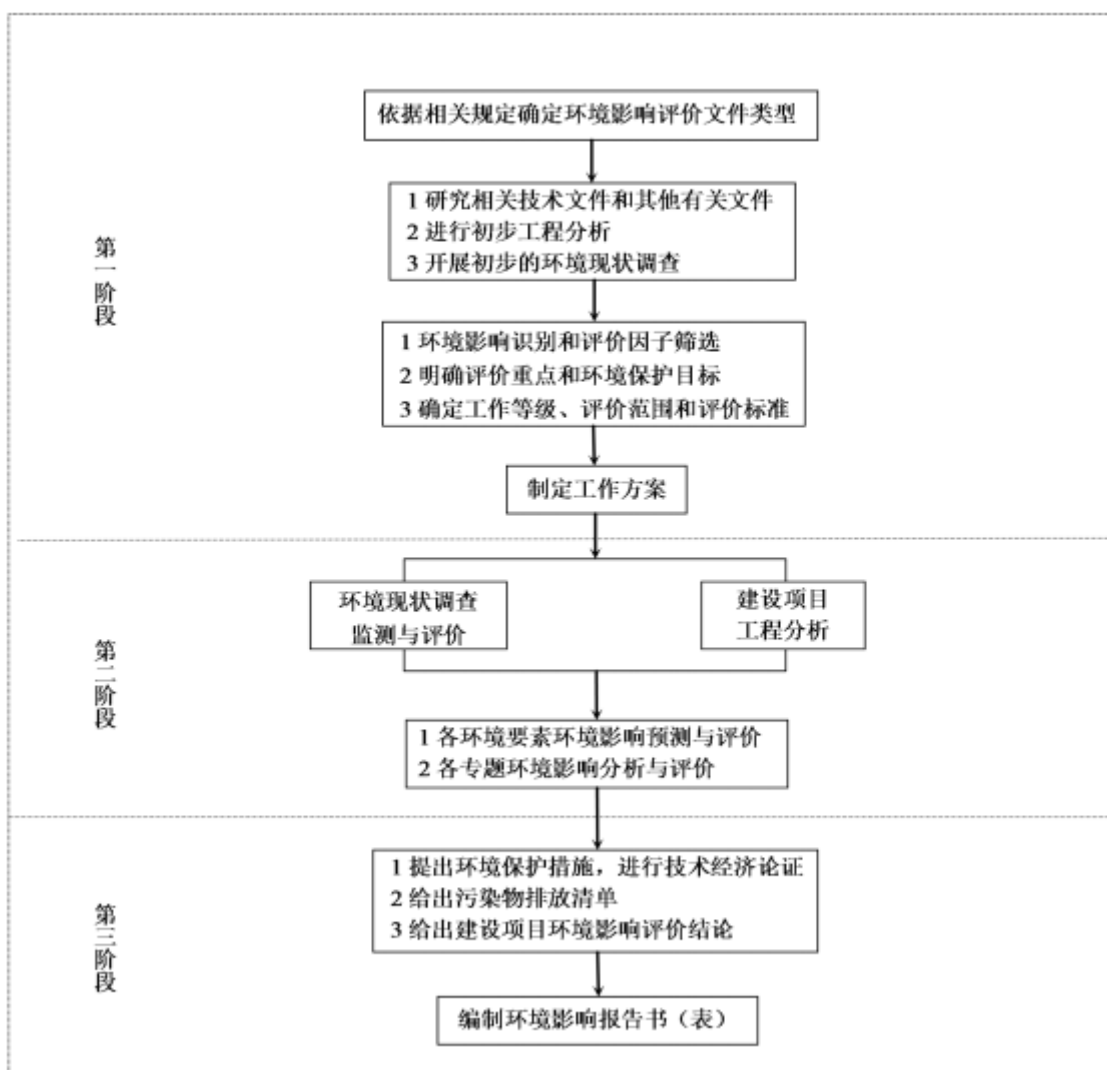 依据相关规定确定环境影响评价文件类型
1 研究相关技术文件和其他有关文件
2 进行初步工程分析
3 开展初步的环境现状调查
第一阶段
1 环境影响识别和评价因子筛选
2 明确评价重点和环境保护目标
3 确定工作等级、评价范围和评价标准
制定工作方案
环境现状调查
监测与评价
建设项目
工程分析
第二阶段
1 各环境要素环境影响预测与评价
2 各专题环境影响分析与评价
1 提出环境保护措施，进行技术经济论证
2 给出污染物排放清单
3 给出建设项目环境影响评价结论
第三阶段
编制环境影响报告书（表）